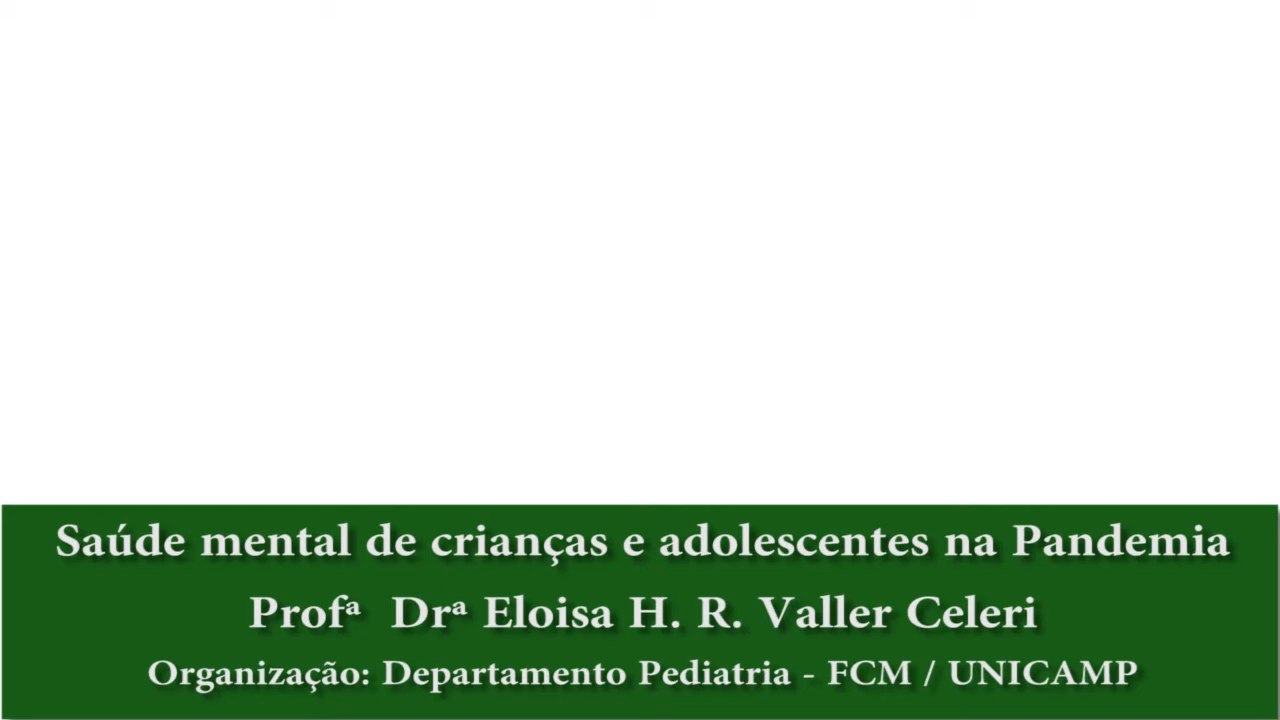 Saúde mental de crianças e adolescentes na Pandemia
Profª Drª Eloisa H. R. Valler Celeri
Organização: Departamento Pediatria - FCM / UNICAMP